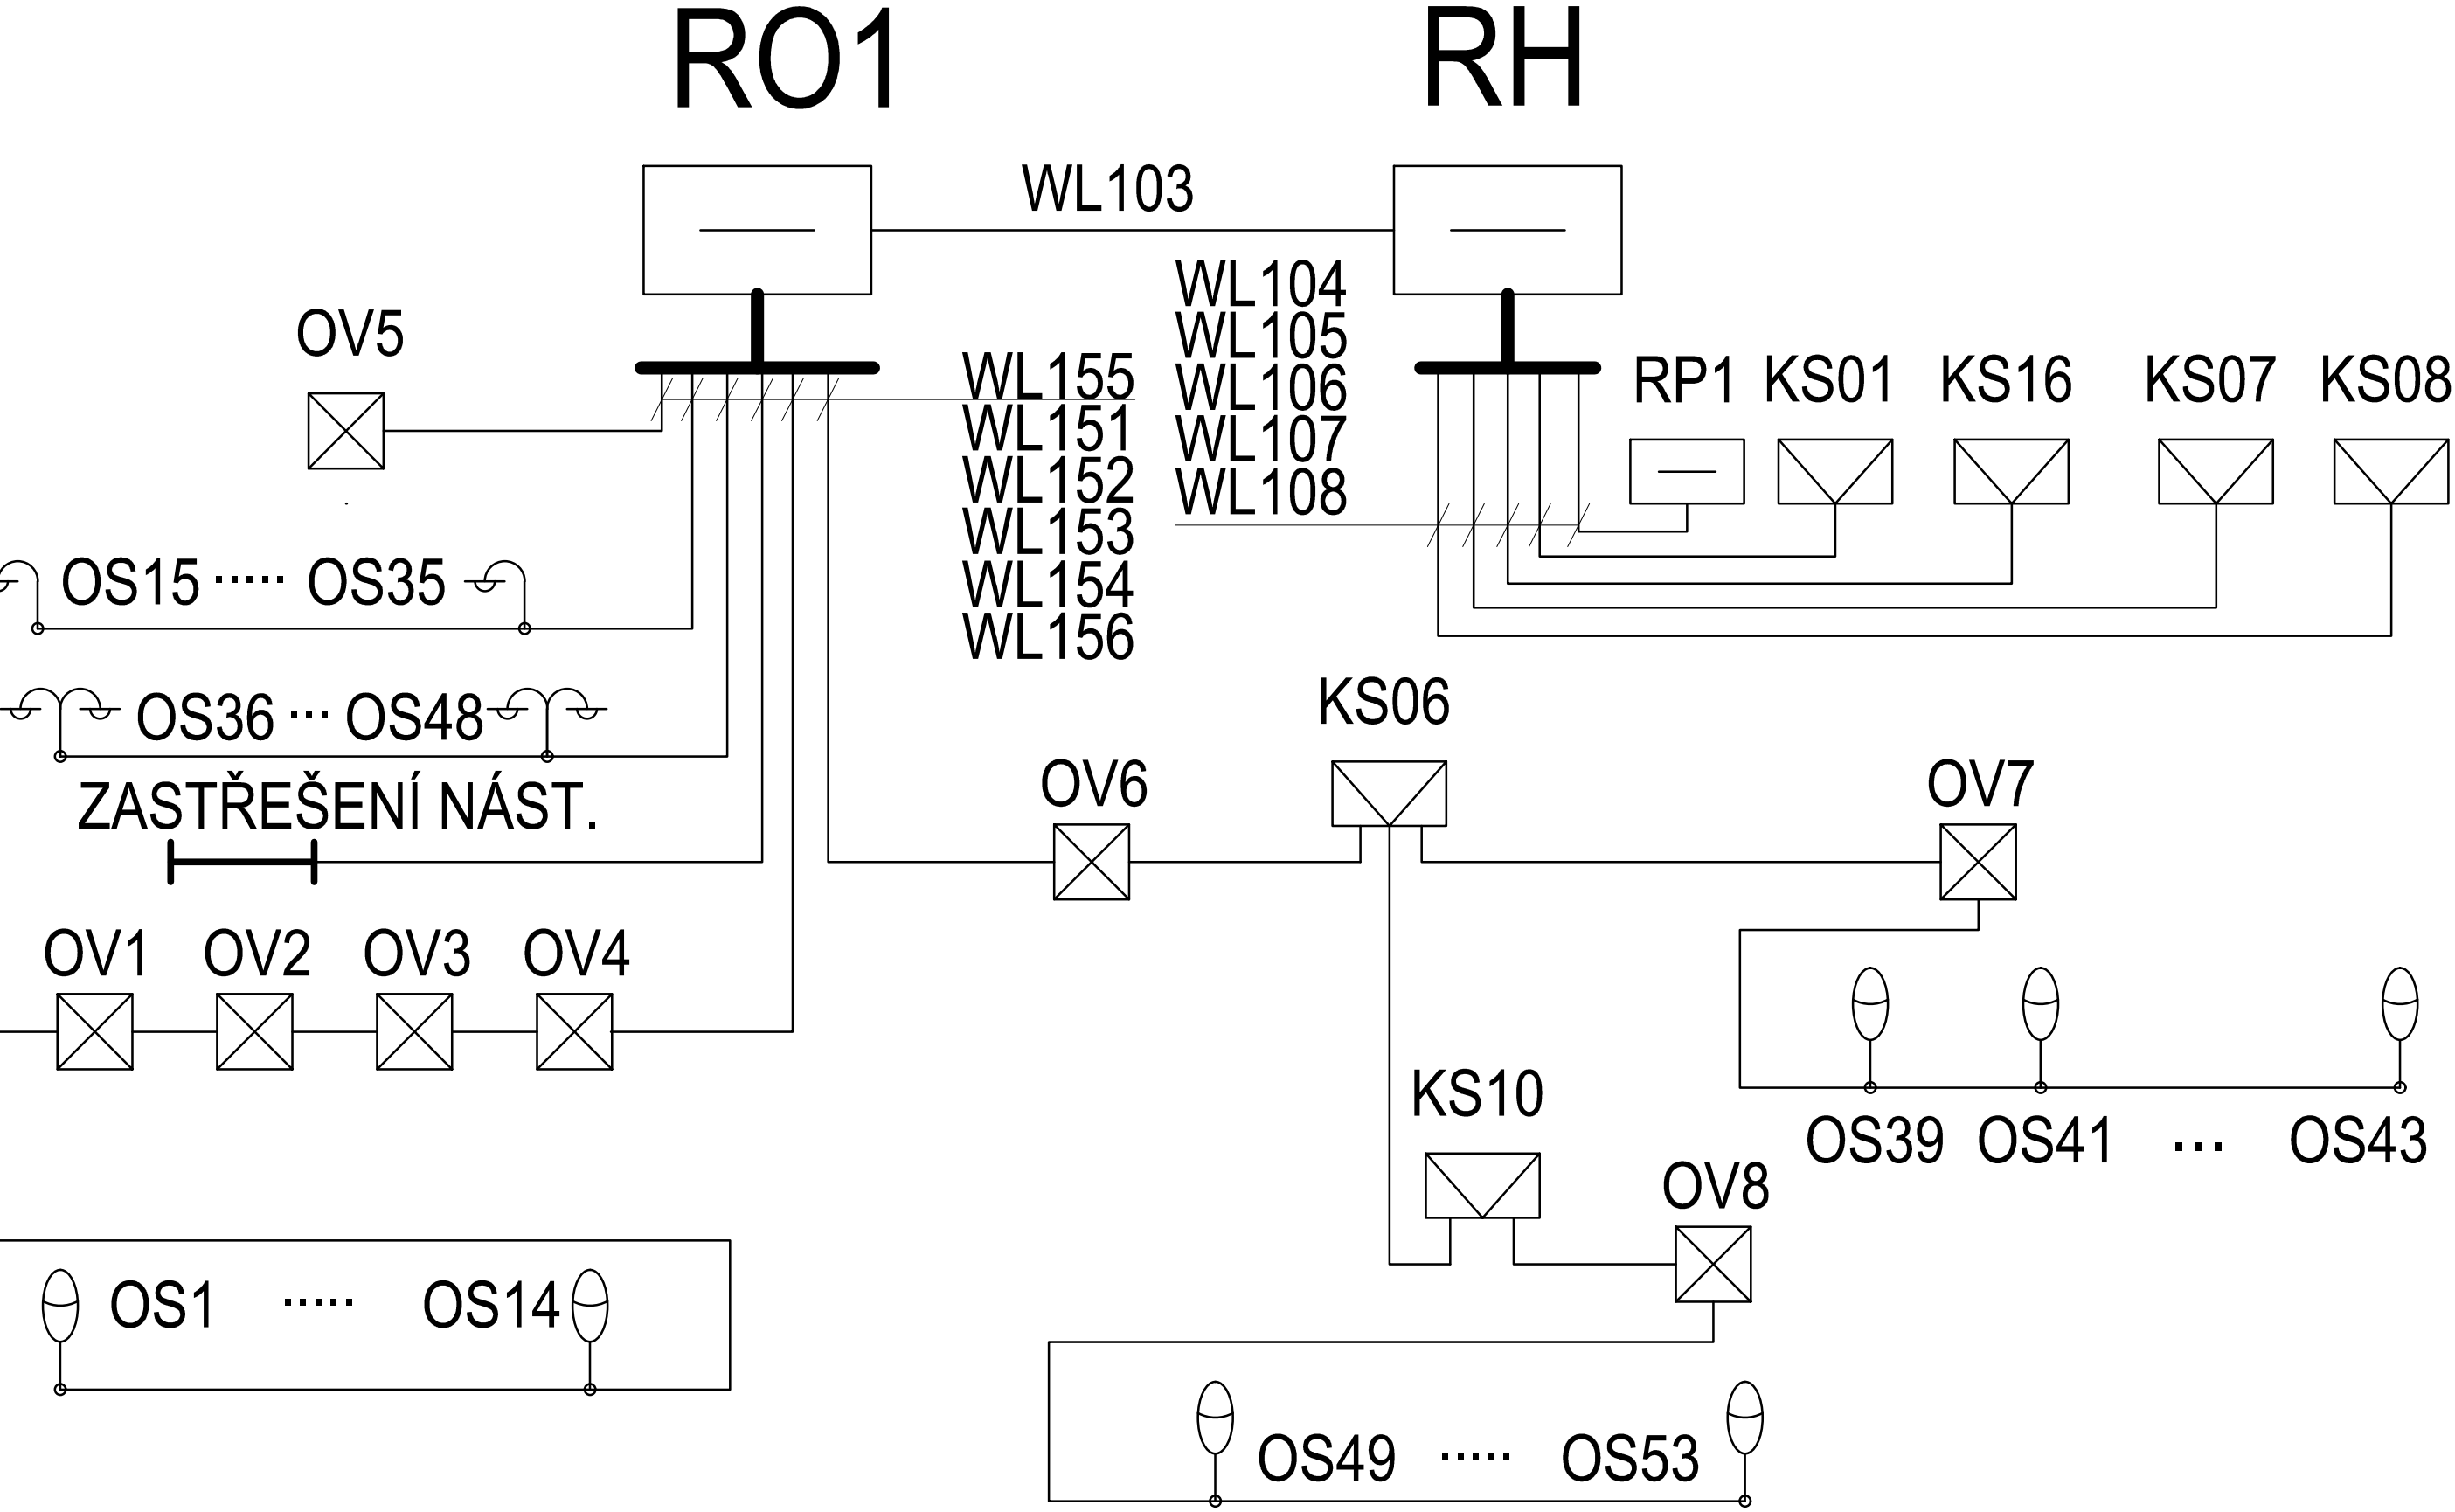 RO1
RH
WL103
WL104
WL105
WL106
WL107
WL108
OV5
WL155
WL151
WL152
WL153
WL154
WL156
RP1 KS01 KS16 KS07 KS08
OS15 ····· OS35
OS36 ··· OS48
ZASTŘEŠENÍ NÁST.
KS06
OV6
OV7
OV1 OV2 OV3 OV4
KS10
OS39 OS41 ... OS43
OV8
OS1 ····· OS14
OS49 ····· OS53